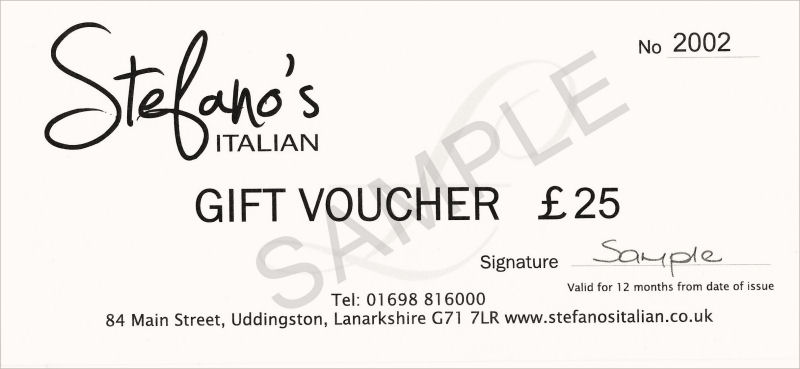 Stefano's
ITALIAN
No 2002
SAMPLE
GIFT VOUCHER £25
Signature Sample
Valid for 12 months from date of issue
Tel: 01698 816000
84 Main Street, Uddingston, Lanarkshire G71 7LR www.stefanositalian.co.uk